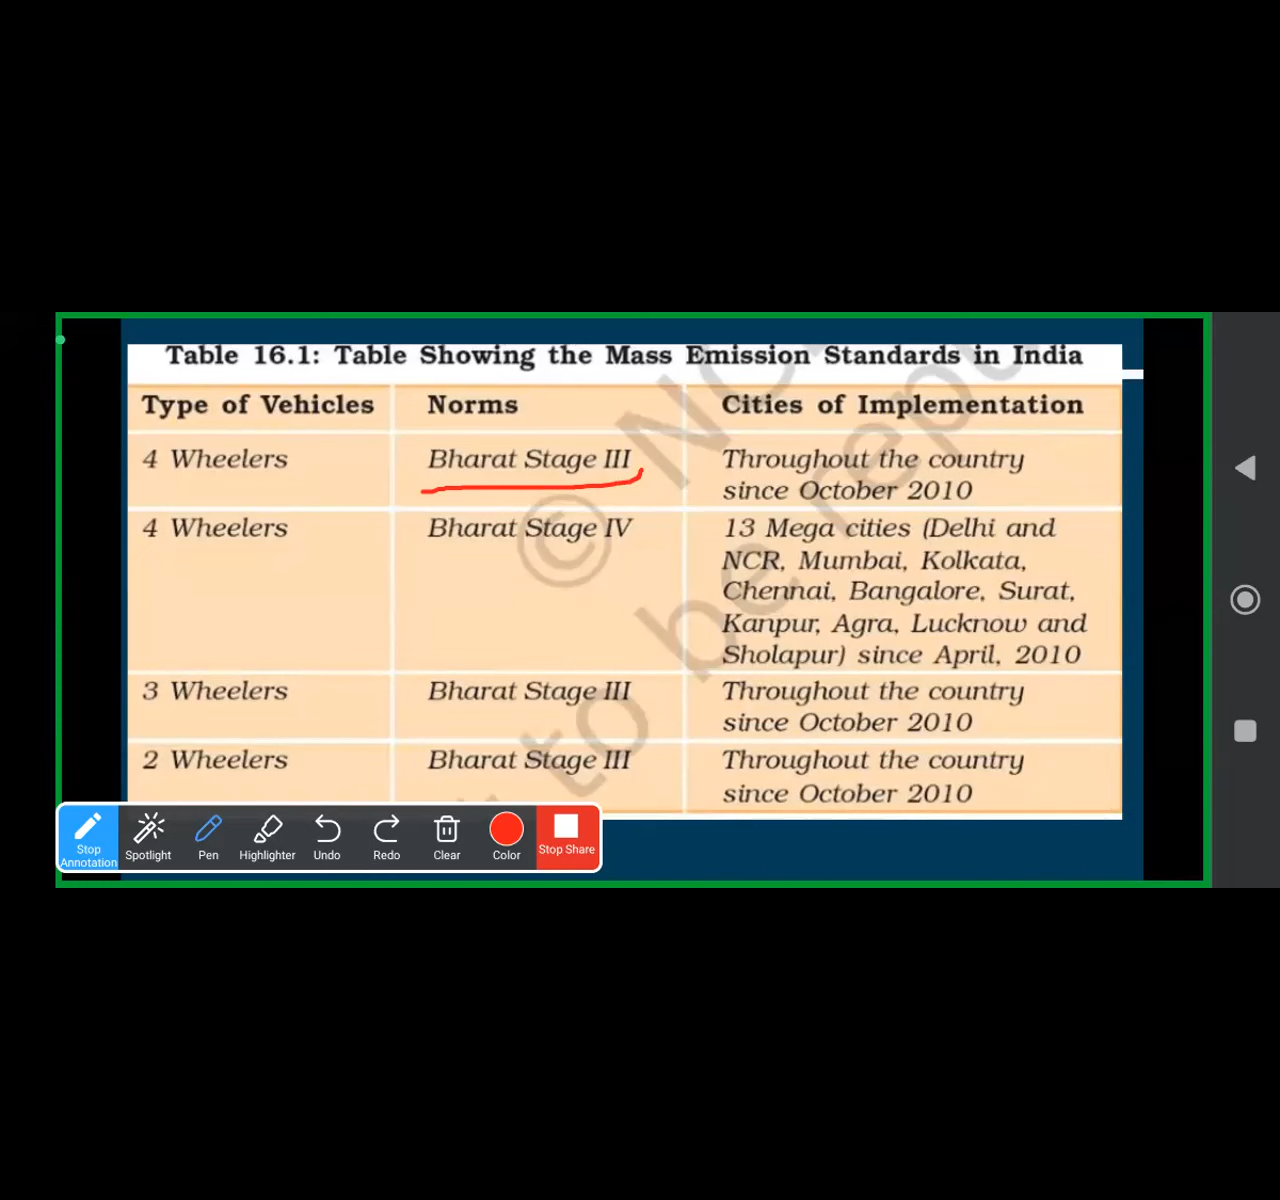 Table 16.1: Table Showing the Mass Emission Standards in India
Type of Vehicles Norms Cities of Implementation
4 Wheelers Bharat Stage III Throughout the country
since October 2010
4 Wheelers Bharat Stage IV 13 Mega cities (Delhi and
NCR, Mumbai, Kolkata,
Chennai, Bangalore, Surat,
Kanpur, Agra, Lucknow and
Sholapur) since April, 2010
3 Wheelers Bharat Stage III Throughout the country
since October 2010
2 Wheelers Bharat Stage III Throughout the country
since October 2010
© NC
to be repu
Stop
Annotation
Spotlight
Pen
Highlighter
Undo
Redo
Clear
Color
Stop Share